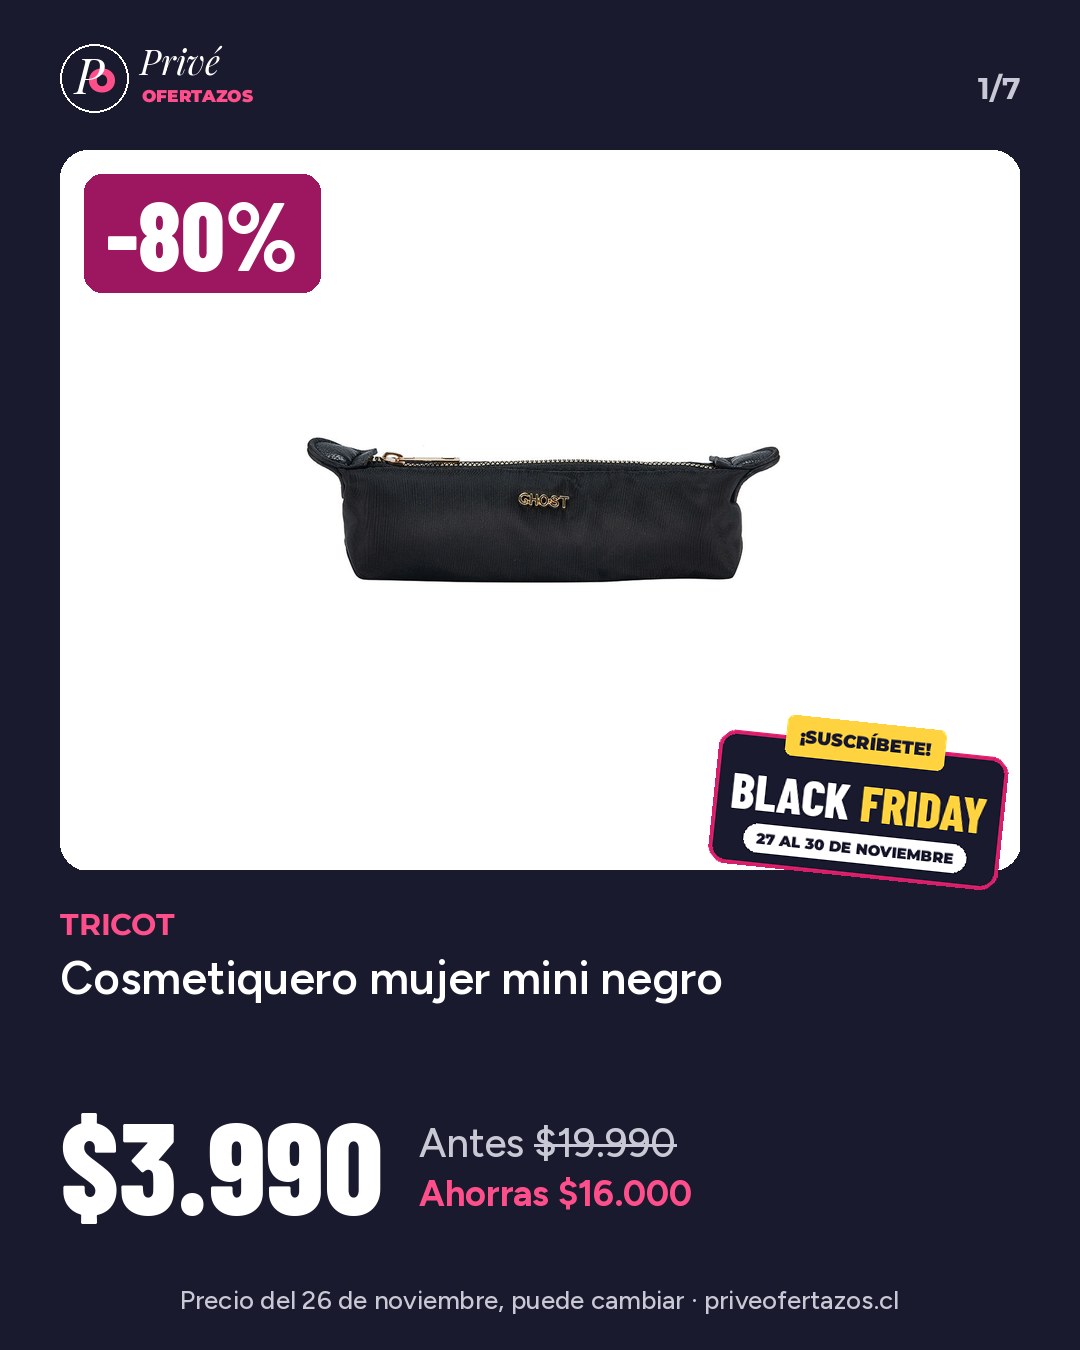 Privé
OFERTAZOS
1/7
-80%
GHOST
¡SUSCRÍBETE!
BLACK FRIDAY
27 AL 30 DE NOVIEMBRE
TRICOT
Cosmetiquero mujer mini negro
$3.990
Antes $19.990
Ahorras $16.000
Precio del 26 de noviembre, puede cambiar · priveofertazos.cl